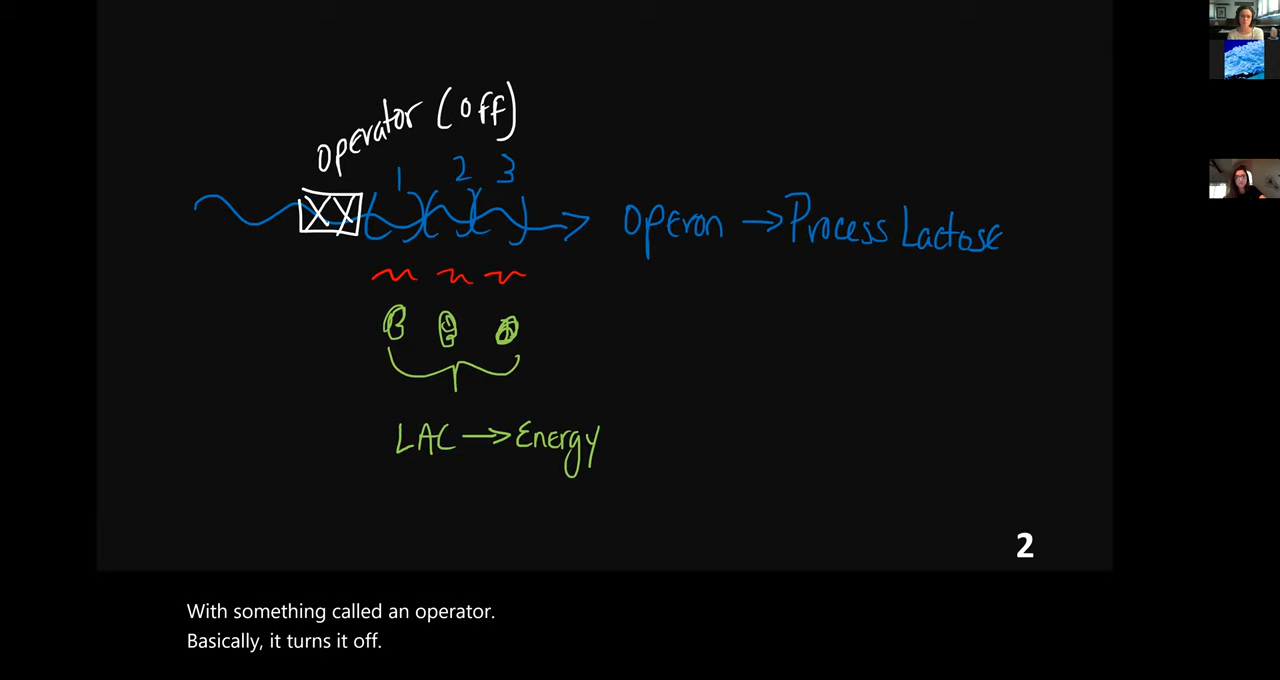 operator (off)
XX
1 2 3
operon → Process Lactose
LAC → Energy
2
With something called an operator.
Basically, it turns it off.